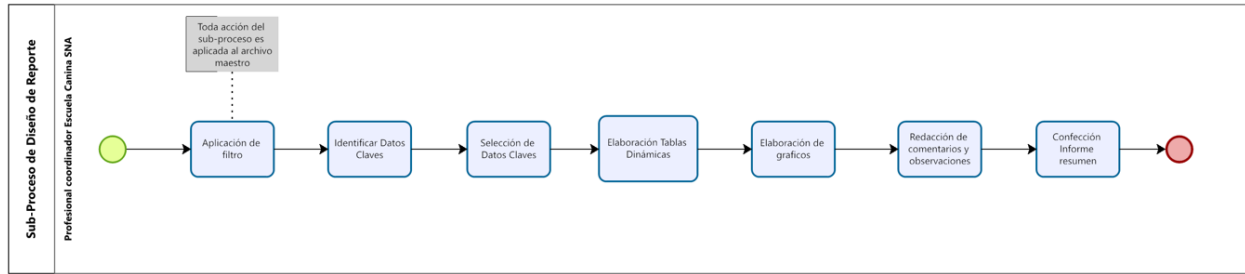 Sub-Proceso de Diseño de Reporte
Profesional coordinador Escuela Canina SNA
Toda acción del
sub-proceso es
aplicada al archivo
maestro
Aplicación de
filtro
Identificar Datos
Claves
Selección de
Datos Claves
Elaboración Tablas
Dinámicas
Elaboración de
graficos
Redacción de
comentarios y
observaciones
Confección
Informe
resumen